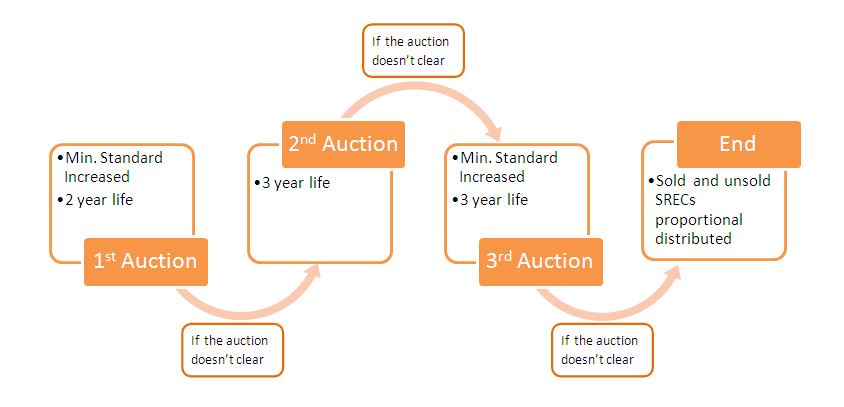 •Min. Standard
Increased
•2 year life
1st Auction
If the auction
doesn't clear
2nd Auction
•3 year life
If the auction
doesn't clear
•Min. Standard
Increased
•3 year life
3rd Auction
If the auction
doesn't clear
End
•Sold and unsold
SRECs
proportional
distributed